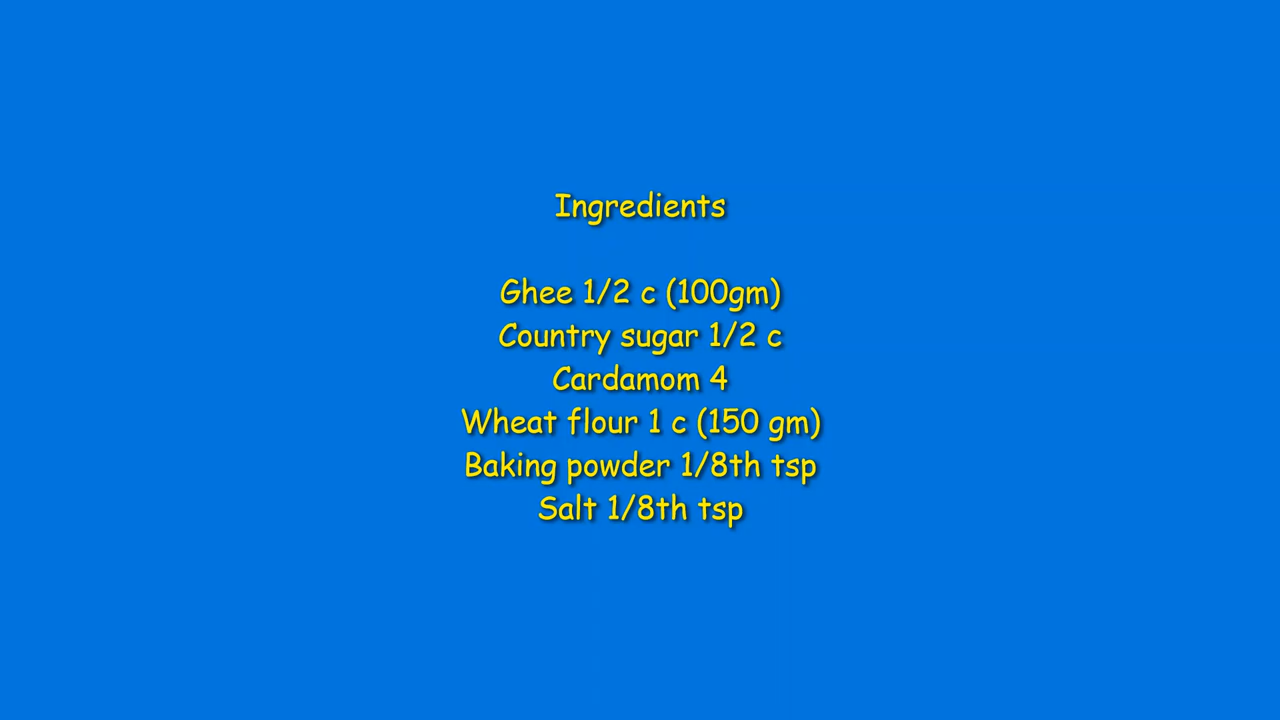 Ingredients
Ghee 1/2 c (100gm)
Country sugar 1/2 c
Cardamom 4
Wheat flour 1 c (150 gm)
Baking powder 1/8th tsp
Salt 1/8th tsp